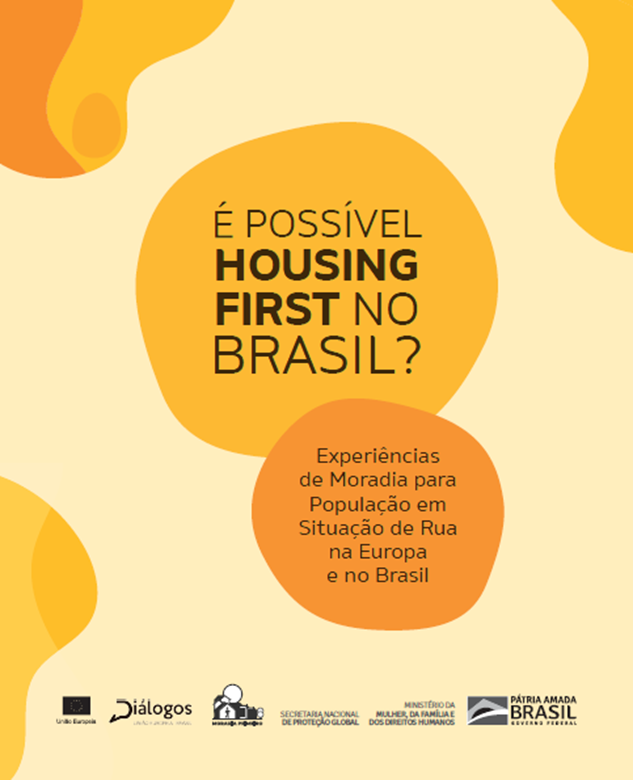 É POSSÍVEL
HOUSING
FIRST NO
BRASIL?
Experiências
de Moradia para
População em
Situação de Rua
na Europa
e no Brasil
União Europeia
Diálogos
SECRETARIA NACIONAL
DE PROTEÇÃO GLOBAL
MINISTÉRIO DA
MULHER, DA FAMÍLIA E
DOS DIREITOS HUMANOS
PÁTRIA AMADA
BRASIL
GOVERNO FEDERAL